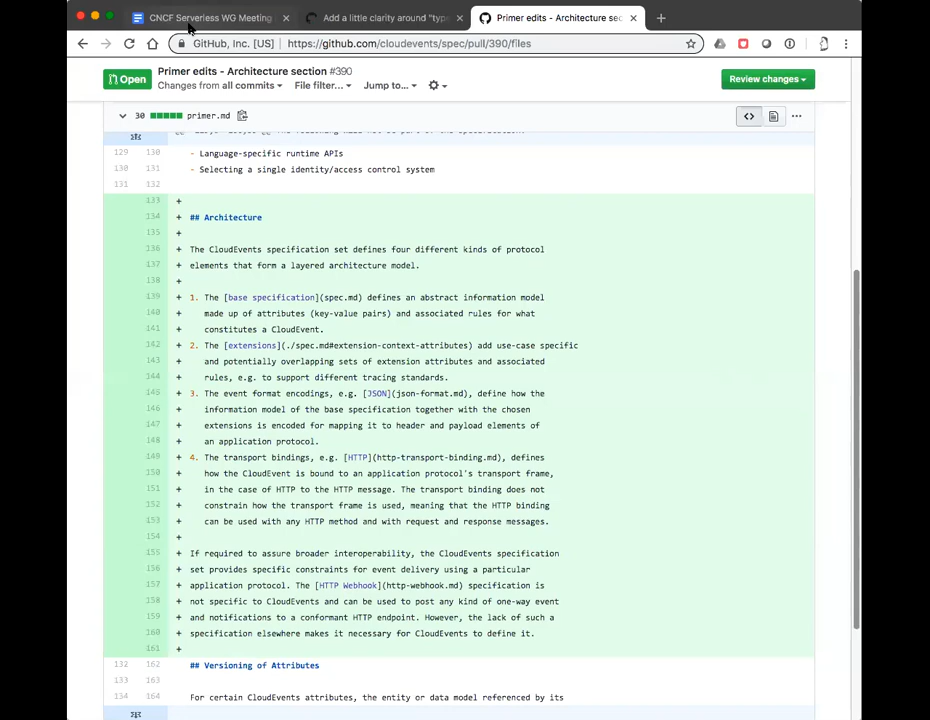 CNCF Serverless WG Meeting
Add a little clarity around "type
Primer edits - Architecture sec
GitHub, Inc. [US] https://github.com/cloudevents/spec/pull/390/files
Open
Primer edits - Architecture section #390
Changes from all commits File filter... Jump to...
Review changes
30 primer.md
129 130 - Language-specific runtime APIs
130 131 - Selecting a single identity/access control system
131 132
133 +
134 + ## Architecture
135 +
136 + The CloudEvents specification set defines four different kinds of protocol
137 + elements that form a layered architecture model.
138 +
139 + 1. The [base specification](spec.md) defines an abstract information model
140 + made up of attributes (key-value pairs) and associated rules for what
141 + constitutes a CloudEvent.
142 + 2. The [extensions](./spec.md#extension-context-attributes) add use-case specific
143 + and potentially overlapping sets of extension attributes and associated
144 + rules, e.g. to support different tracing standards.
145 + 3. The event format encodings, e.g. [JSON](json-format.md), define how the
146 + information model of the base specification together with the chosen
147 + extensions is encoded for mapping it to header and payload elements of
148 + an application protocol.
149 + 4. The transport bindings, e.g. [HTTP](http-transport-binding.md), defines
150 + how the CloudEvent is bound to an application protocol's transport frame,
151 + in the case of HTTP to the HTTP message. The transport binding does not
152 + constrain how the transport frame is used, meaning that the HTTP binding
153 + can be used with any HTTP method and with request and response messages.
154 +
155 + If required to assure broader interoperability, the CloudEvents specification
156 + set provides specific constraints for event delivery using a particular
157 + application protocol. The [HTTP Webhook](http-webhook.md) specification is
158 + not specific to CloudEvents and can be used to post any kind of one-way event
159 + and notifications to a conformant HTTP endpoint. However, the lack of such a
160 + specification elsewhere makes it necessary for CloudEvents to define it.
161 +
132 162 ## Versioning of Attributes
133 163
134 164 For certain CloudEvents attributes, the entity or data model referenced by its